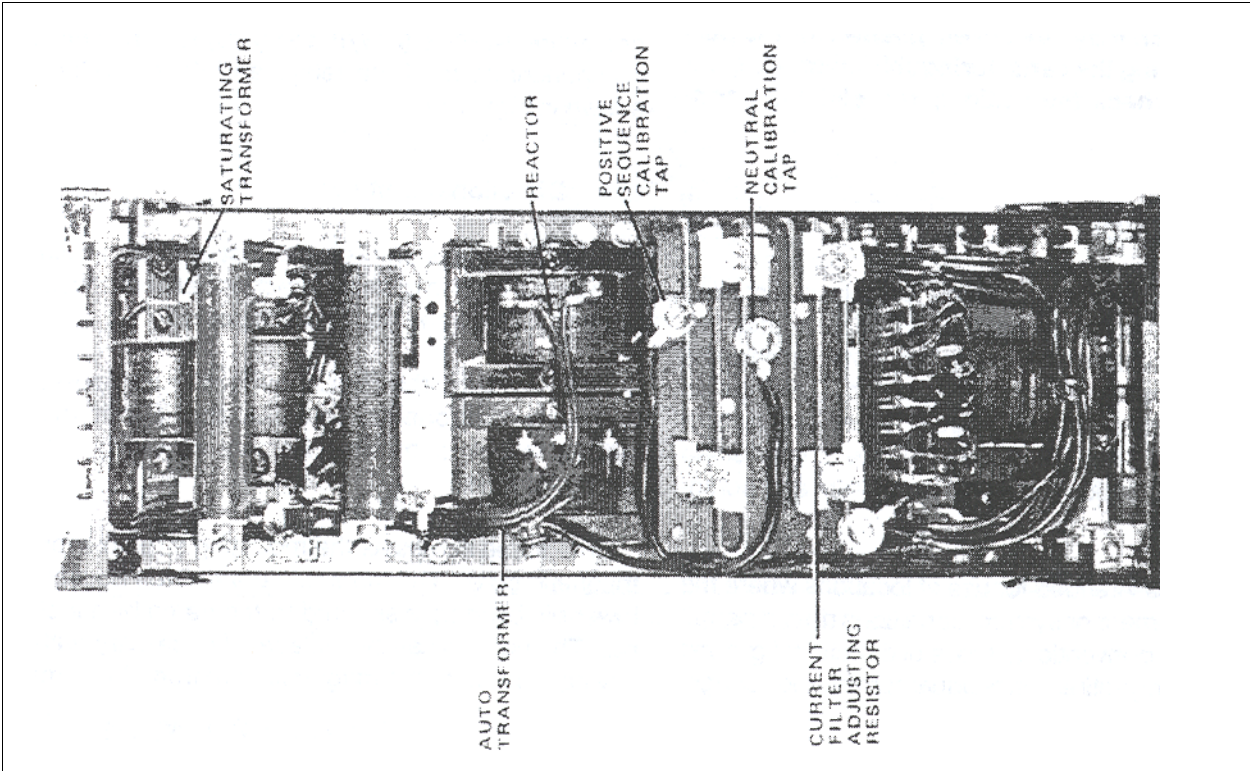 SATURATING
TRANSFORMER
REACTOR
POSITIVE
SEQUENCE
CALIBRATION
TAP
NEUTRAL
CALIBRATION
TAP
AUTO
TRANSFORMER
CURRENT
FILTER
ADJUSTING
RESISTOR